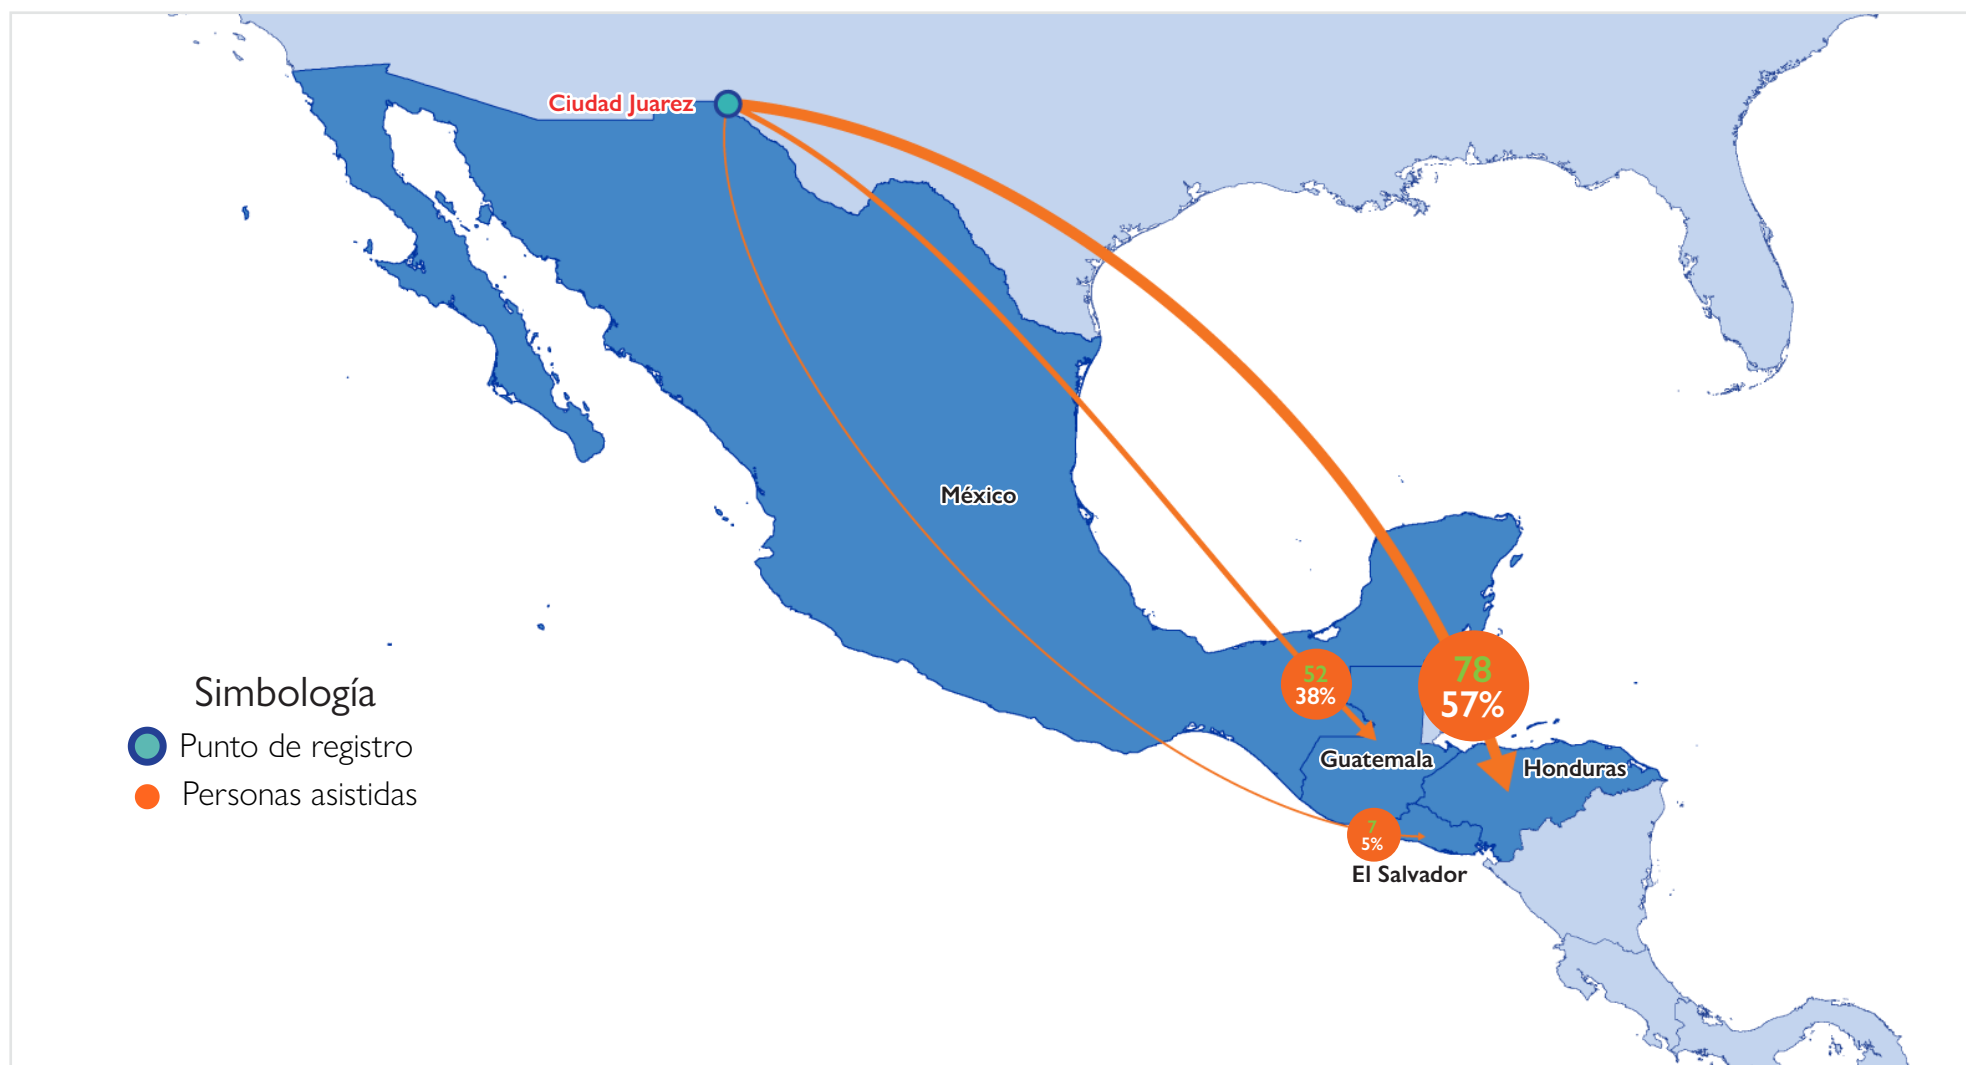 Ciudad Juarez
México
52
38%
78
57%
Guatemala
Honduras
7
5%
El Salvador
Simbología
Punto de registro
Personas asistidas